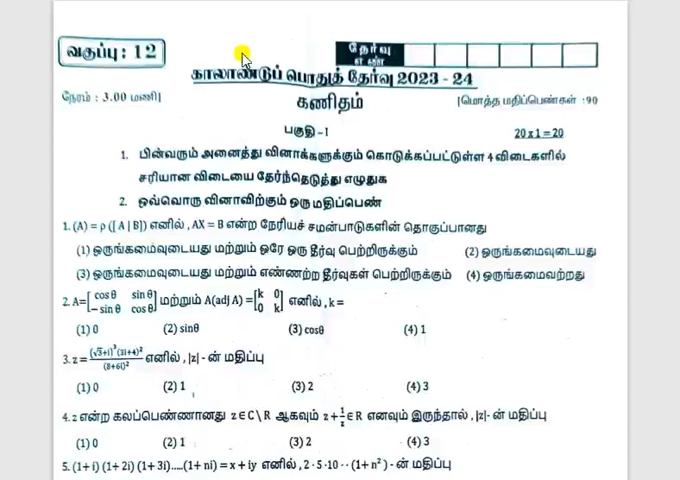 வகுப்பு : 12
தேர்வு எண்
காலாண்டுப் பொதுத் தேர்வு 2023 - 24
நேரம் : 3.00 மணி]
கணிதம்
[மொத்த மதிப்பெண்கள் : 90
பகுதி -1
20 x 1 = 20
1. பின்வரும் அனைத்து வினாக்களுக்கும் கொடுக்கப்பட்டுள்ள 4 விடைகளில்
சரியான விடையை தேர்ந்தெடுத்து எழுதுக
2. ஒவ்வொரு வினாவிற்கும் ஒரு மதிப்பெண்
1. (A) = ρ ([ A | B]) எனில் , AX = B என்ற நேரியச் சமன்பாடுகளின் தொகுப்பானது
(1) ஒருங்கமைவுடையது மற்றும் ஒரே ஒரு தீர்வு பெற்றிருக்கும் (2) ஒருங்கமைவுடையது
(3) ஒருங்கமைவுடையது மற்றும் எண்ணற்ற தீர்வுகள் பெற்றிருக்கும் (4) ஒருங்கமைவற்றது
2. A=[cos θ sin θ −sin θ cos θ] மற்றும் A(adj A) = [k 0 0 k] எனில் , k =
(1) 0 (2) sinθ (3) cosθ (4) 1
3. z = (√3+i)³(3i+4)²/(8+6i)² எனில் , |z| - ன் மதிப்பு
(1) 0 (2) 1 (3) 2 (4) 3
4. z என்ற கலப்பெண்ணானது z ∈ C \ R ஆகவும் z + 1/z ∈ R எனவும் இருந்தால் , |z|- ன் மதிப்பு
(1) 0 (2) 1 (3) 2 (4) 3
5. (1+ i) (1+ 2i) (1+ 3i)…..(1+ ni) = x + iy எனில் , 2 · 5 · 10 ·· (1+ n²) - ன் மதிப்பு